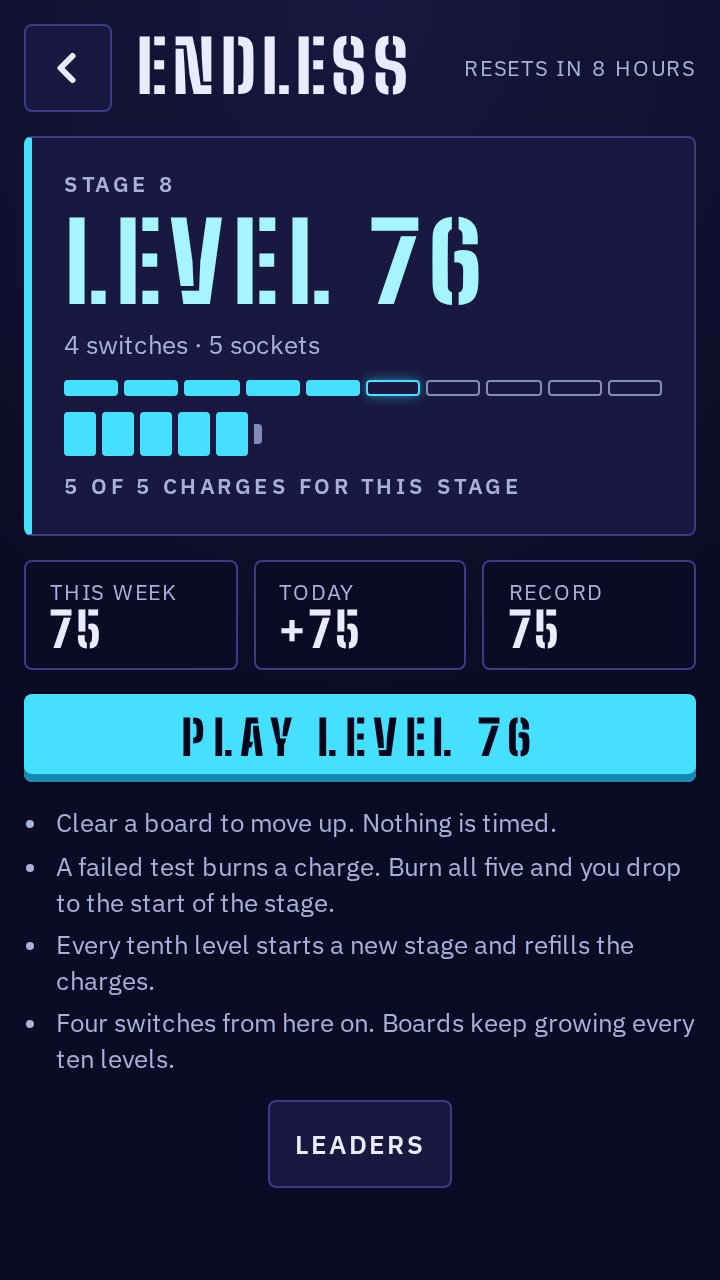 ENDLESS
RESETS IN 8 HOURS
STAGE 8
LEVEL 76
4 switches · 5 sockets
5 OF 5 CHARGES FOR THIS STAGE
THIS WEEK
75
TODAY
+75
RECORD
75
PLAY LEVEL 76
• Clear a board to move up. Nothing is timed.
• A failed test burns a charge. Burn all five and you drop
to the start of the stage.
• Every tenth level starts a new stage and refills the
charges.
• Four switches from here on. Boards keep growing every
ten levels.
LEADERS